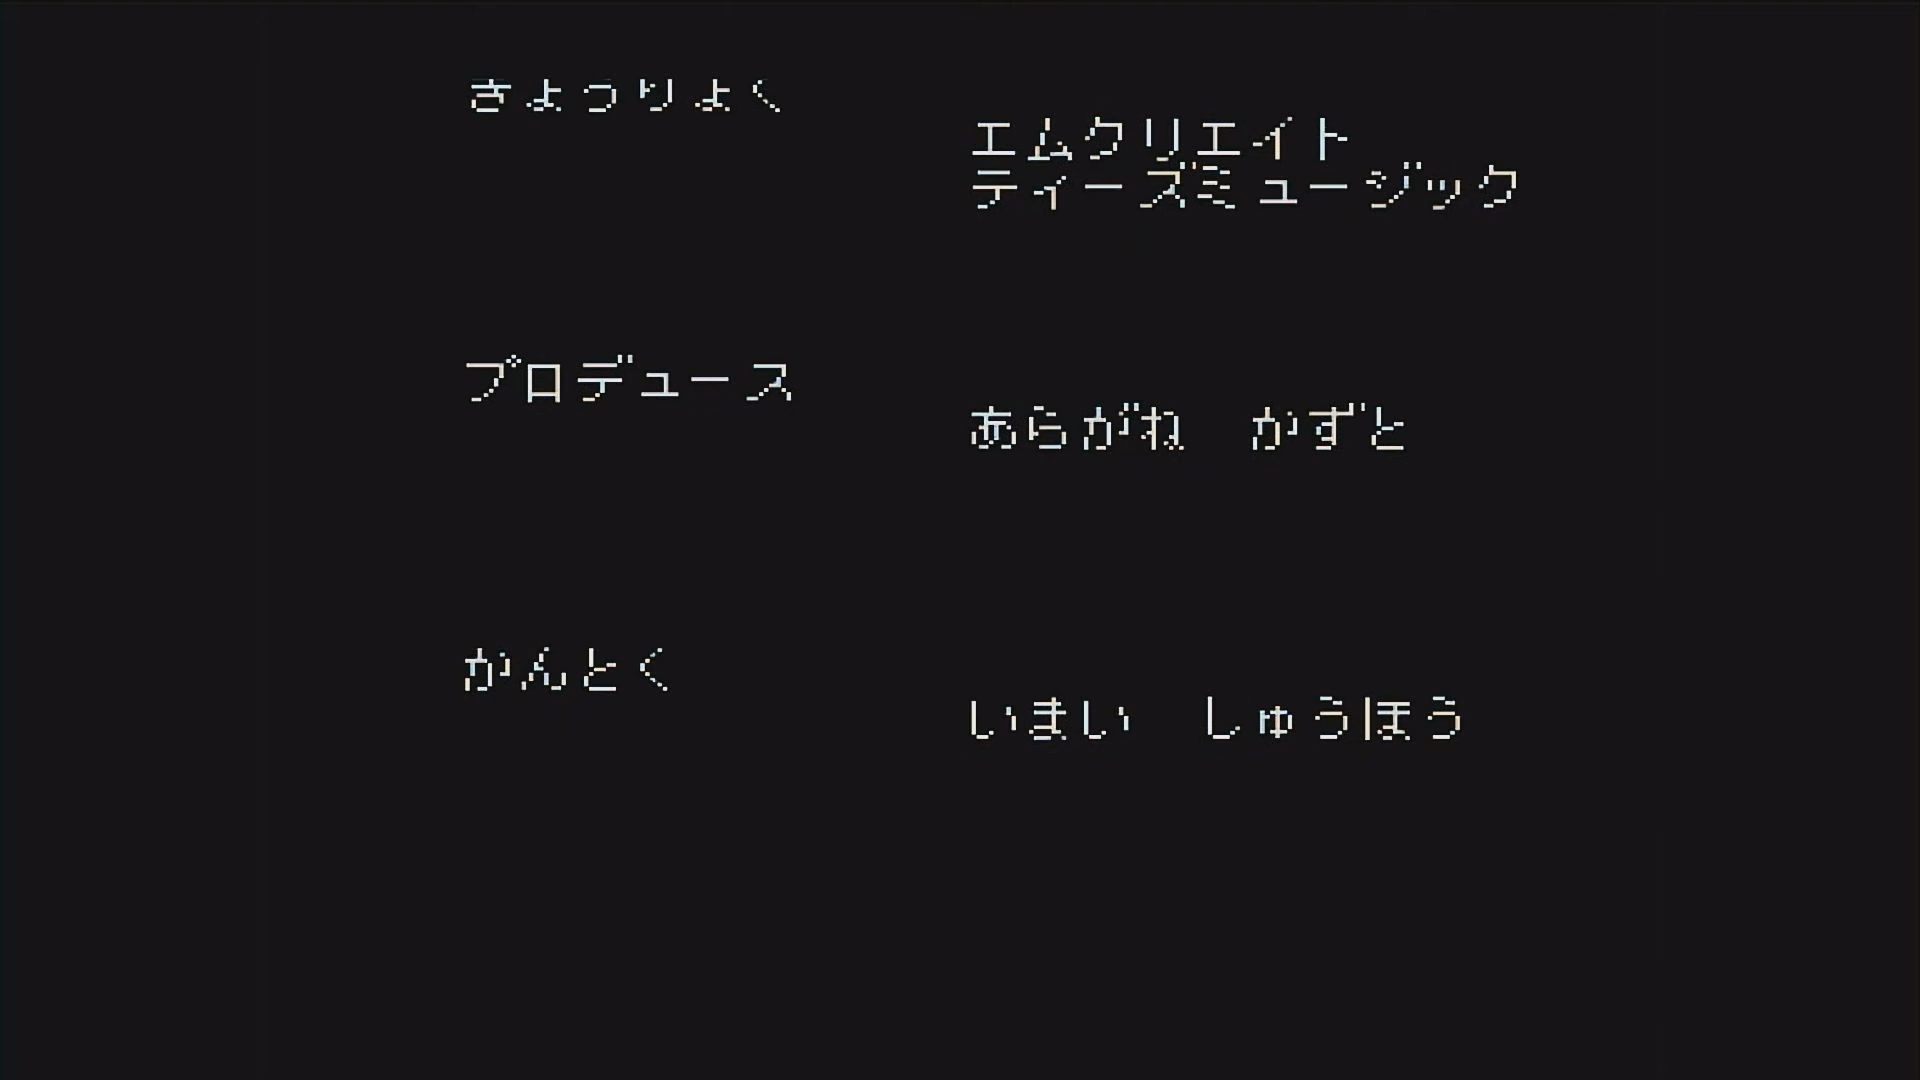 きょうりょく
エムクリエイト
ティーズミュージック
プロデュース
あらがね　かずと
かんとく
いまい　しゅうほう